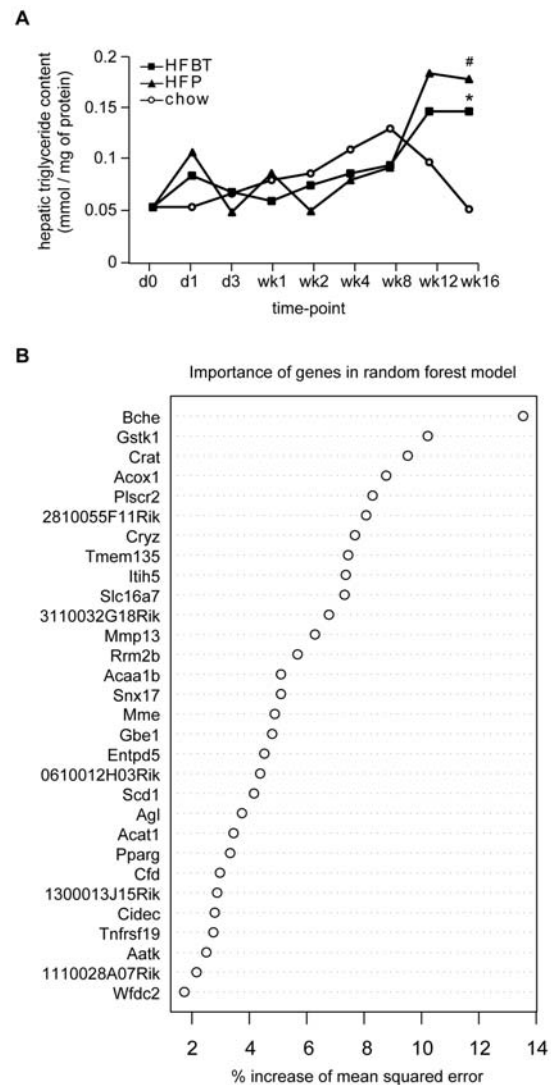 A
hepatic triglyceride content
(mmol / mg of protein)
0.2
0.15
0.1
0.05
0
HFBT
HFP
chow
#
*
d0 d1 d3 wk1 wk2 wk4 wk8 wk12 wk16
time-point
B
Importance of genes in random forest model
Bche
Gstk1
Crat
Acox1
Plscr2
2810055F11Rik
Cryz
Tmem135
Itih5
Slc16a7
3110032G18Rik
Mmp13
Rrm2b
Acaa1b
Snx17
Mme
Gbe1
Entpd5
0610012H03Rik
Scd1
Agl
Acat1
Pparg
Cfd
1300013J15Rik
Cidec
Tnfrsf19
Aatk
1110028A07Rik
Wfdc2
2 4 6 8 10 12 14
% increase of mean squared error